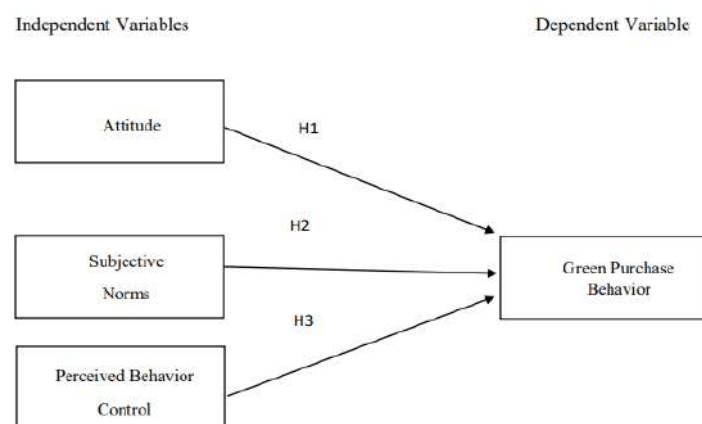 Independent Variables
Dependent Variable
Attitude
H1
H2
Subjective
Norms
Green Purchase
Behavior
H3
Perceived Behavior
Control